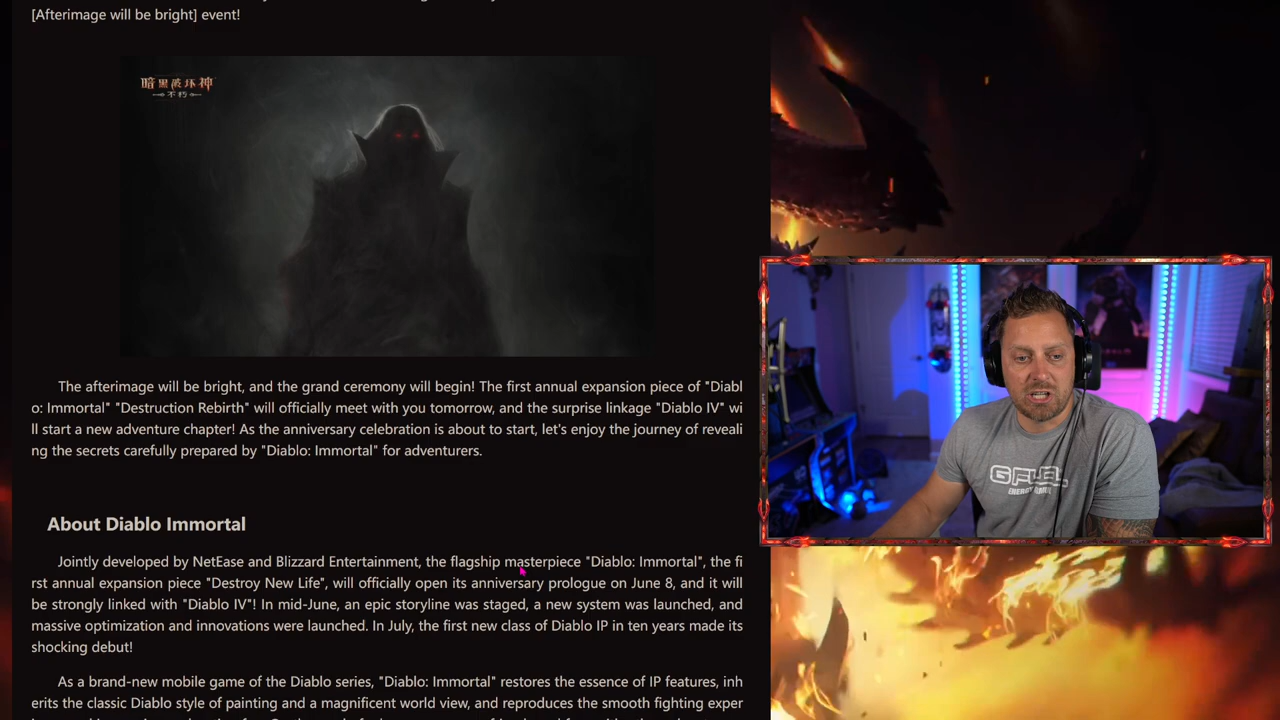 [Afterimage will be bright] event!
暗黑破坏神
不朽
The afterimage will be bright, and the grand ceremony will begin! The first annual expansion piece of "Diabl
o: Immortal" "Destruction Rebirth" will officially meet with you tomorrow, and the surprise linkage "Diablo IV" wi
ll start a new adventure chapter! As the anniversary celebration is about to start, let's enjoy the journey of reveali
ng the secrets carefully prepared by "Diablo: Immortal" for adventurers.
About Diablo Immortal
Jointly developed by NetEase and Blizzard Entertainment, the flagship masterpiece "Diablo: Immortal", the fi
rst annual expansion piece "Destroy New Life", will officially open its anniversary prologue on June 8, and it will
be strongly linked with "Diablo IV"! In mid-June, an epic storyline was staged, a new system was launched, and
massive optimization and innovations were launched. In July, the first new class of Diablo IP in ten years made its
shocking debut!
As a brand-new mobile game of the Diablo series, "Diablo: Immortal" restores the essence of IP features, inh
erits the classic Diablo style of painting and a magnificent world view, and reproduces the smooth fighting exper
G FUEL
ENERGY